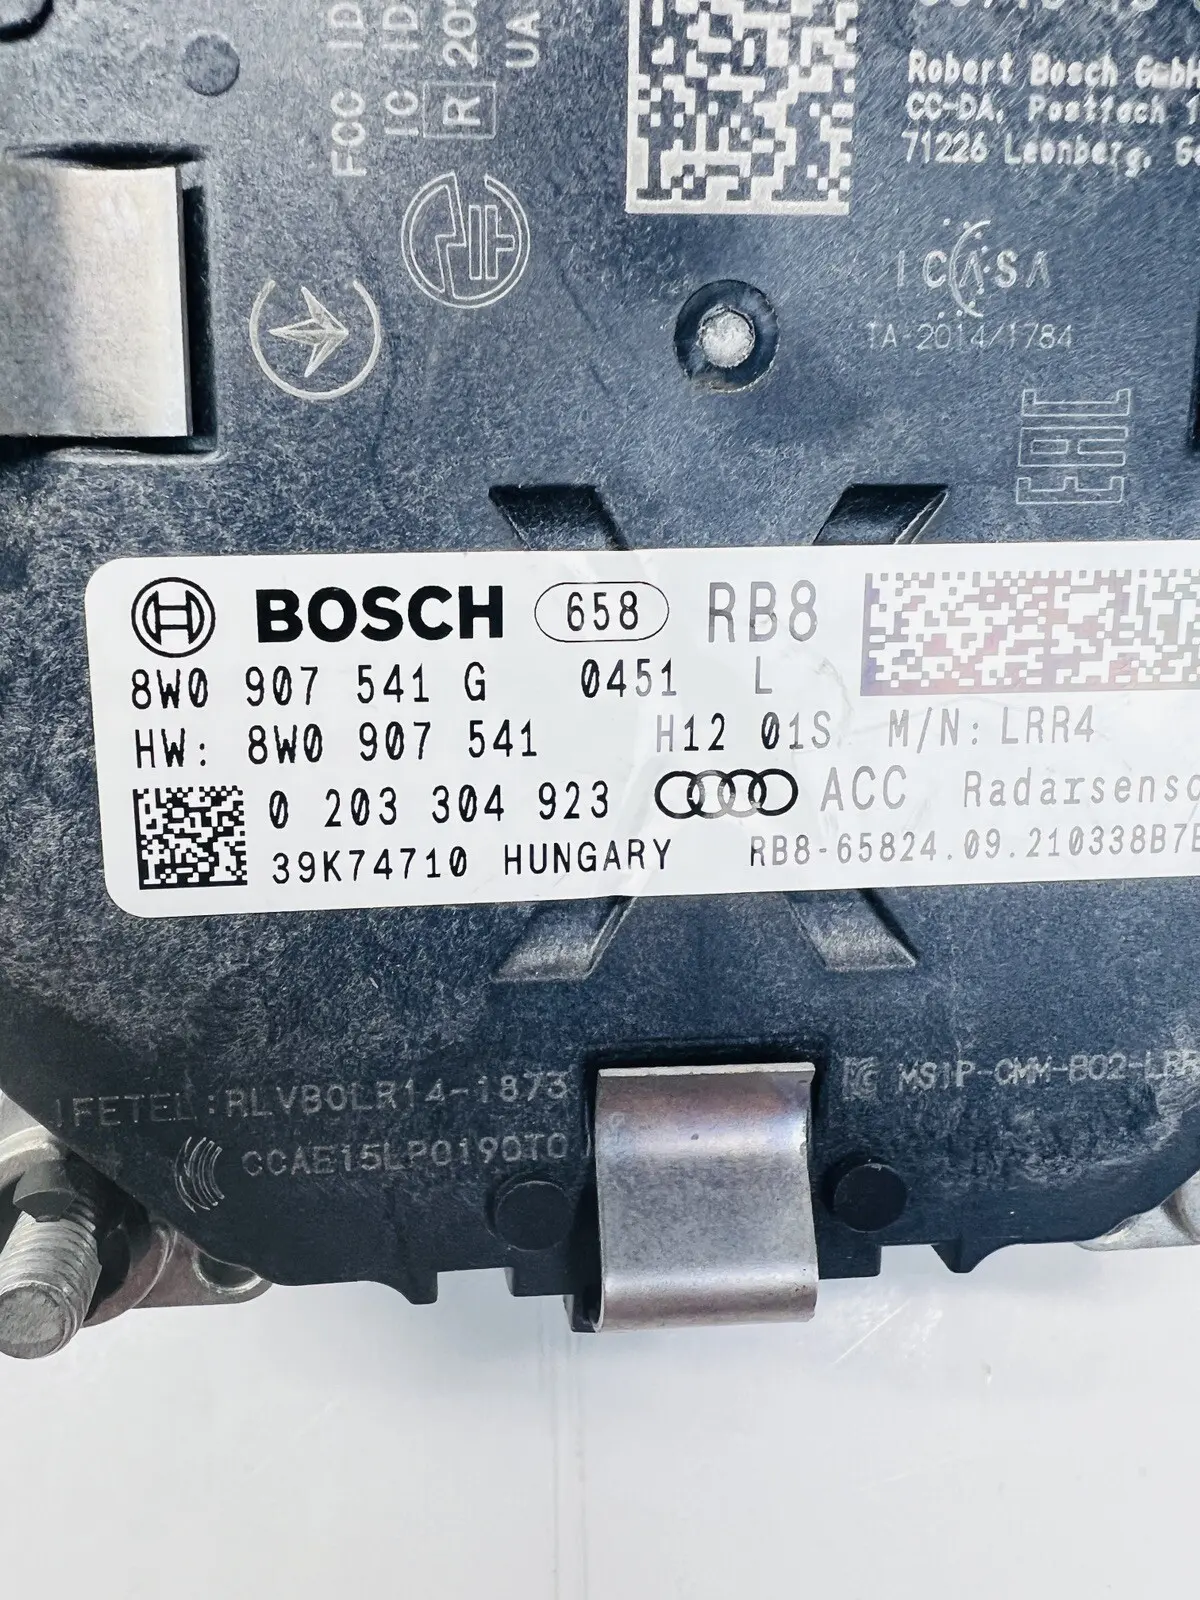 FCC ID
IC ID
R
UA
Robert Bosch GmbH
CC-DA, Postfach
71226 Leonberg,
ICASA
TA-2014/1784
EAC
BOSCH 658 RB8
8W0 907 541 G 0451 L
HW: 8W0 907 541 H12 01S M/N: LRR4
0 203 304 923 ACC Radarsenso
39K74710 HUNGARY RB8-65824.09.210338B7
IFETEL:RLVBOLR14-1873
MSIP-CMM-B02-LRR
CCAE15LP0190T0